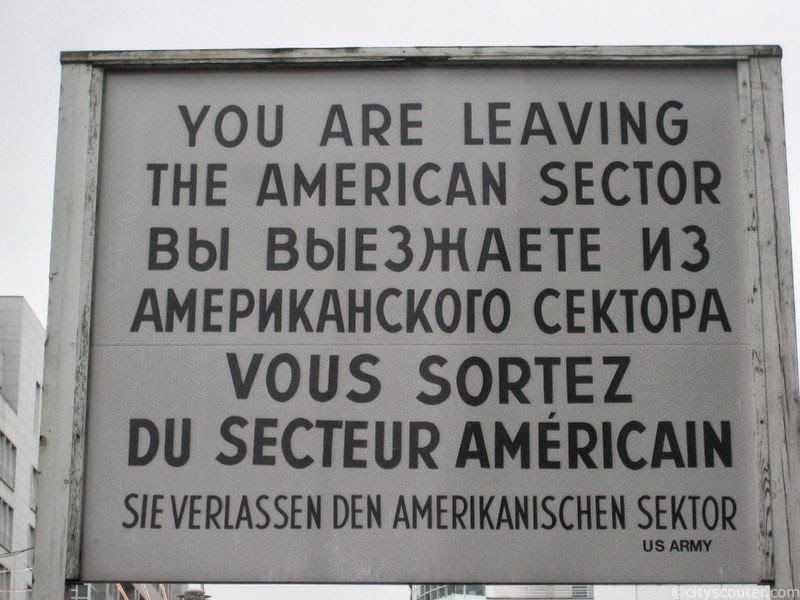 YOU ARE LEAVING
THE AMERICAN SECTOR
ВЫ ВЫЕЗЖАЕТЕ ИЗ
АМЕРИКАНСКОГО СЕКТОРА
VOUS SORTEZ
DU SECTEUR AMÉRICAIN
SIE VERLASSEN DEN AMERIKANISCHEN SEKTOR
US ARMY
©cityscouter.com